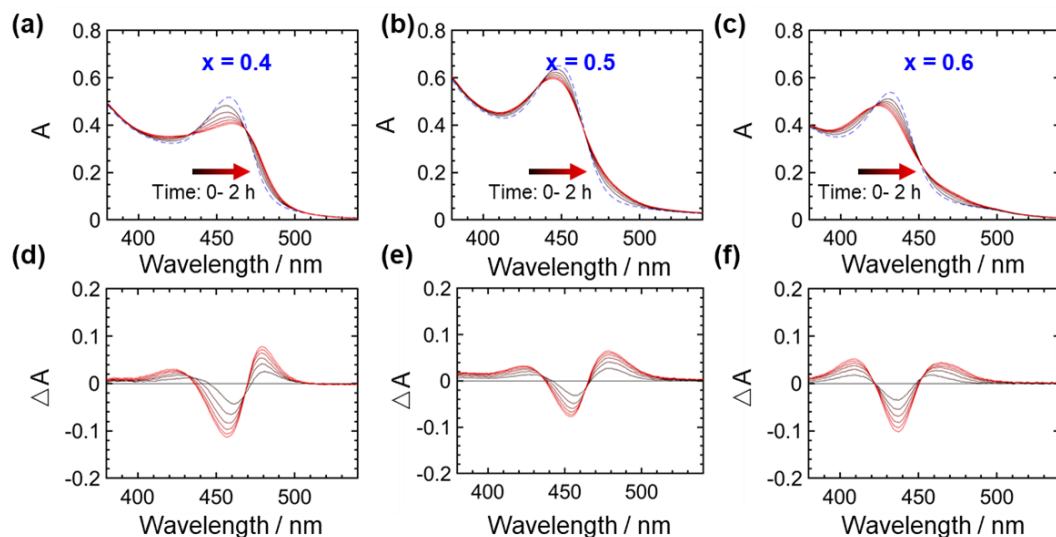 (a)
0.8
x = 0.4
0.6
A
0.4
0.2
Time: 0- 2 h
0
400 450 500
Wavelength / nm
(b)
0.8
x = 0.5
0.6
A
0.4
0.2
Time: 0- 2 h
0
400 450 500
Wavelength / nm
(c)
0.8
x = 0.6
0.6
A
0.4
0.2
Time: 0- 2 h
0
400 450 500
Wavelength / nm
(d)
0.2
0.1
△A
0
-0.1
-0.2
400 450 500
Wavelength / nm
(e)
0.2
0.1
△A
0
-0.1
-0.2
400 450 500
Wavelength / nm
(f)
0.2
0.1
△A
0
-0.1
-0.2
400 450 500
Wavelength / nm